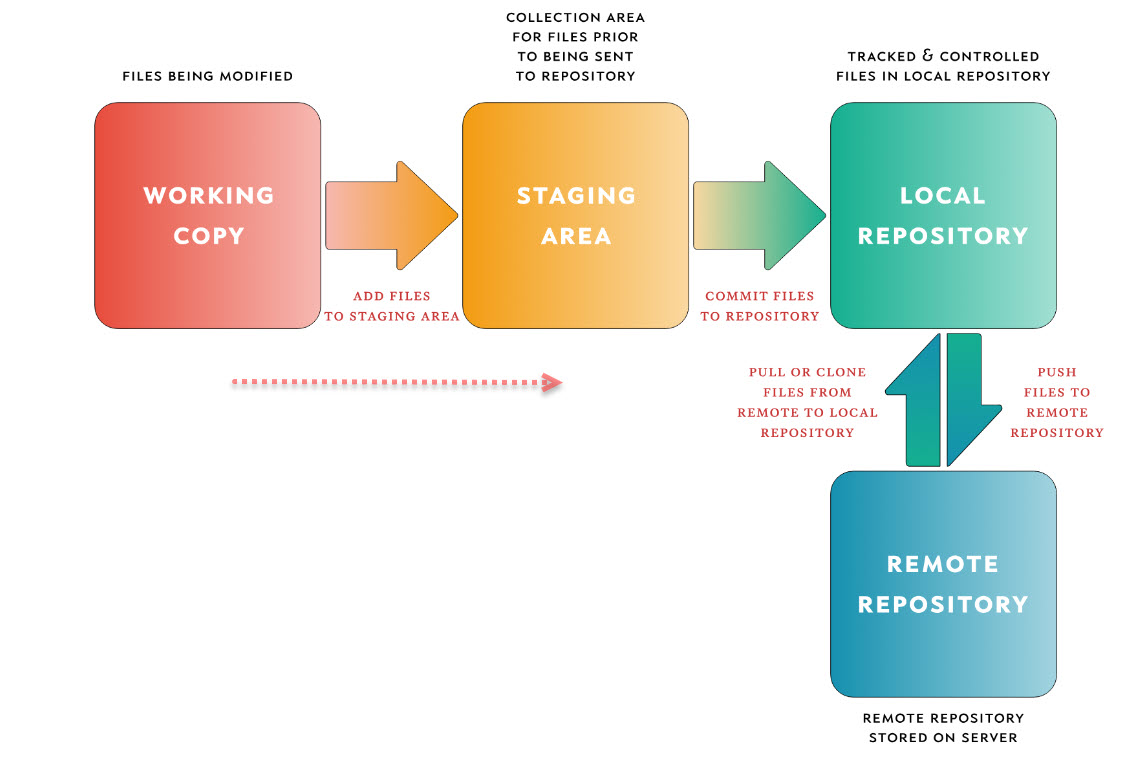 COLLECTION AREA
FOR FILES PRIOR
TO BEING SENT
TO REPOSITORY
FILES BEING MODIFIED
TRACKED & CONTROLLED
FILES IN LOCAL REPOSITORY
WORKING
COPY
STAGING
AREA
LOCAL
REPOSITORY
ADD FILES
TO STAGING AREA
COMMIT FILES
TO REPOSITORY
PULL OR CLONE
FILES FROM
REMOTE TO LOCAL
REPOSITORY
PUSH
FILES TO
REMOTE
REPOSITORY
REMOTE
REPOSITORY
REMOTE REPOSITORY
STORED ON SERVER